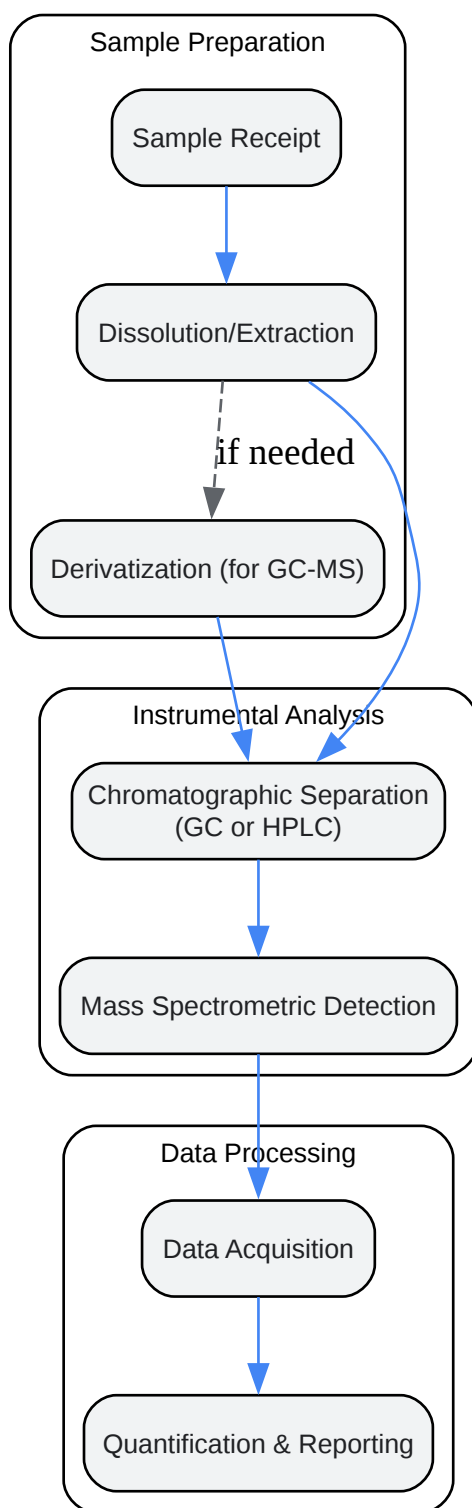 Sample Preparation
Sample Receipt
Dissolution/Extraction
if needed
Derivatization (for GC-MS)
Instrumental Analysis
Chromatographic Separation
(GC or HPLC)
Mass Spectrometric Detection
Data Processing
Data Acquisition
Quantification & Reporting